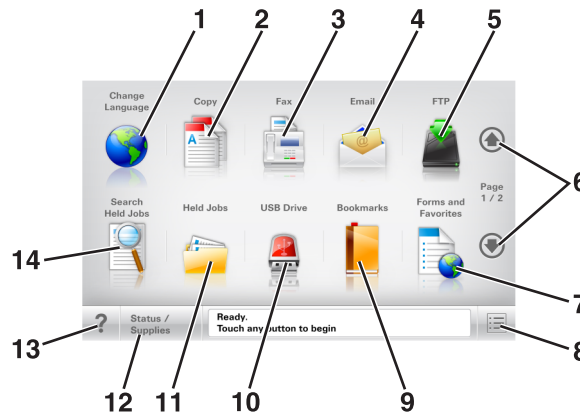 1
2
3
4
5
Change
Language
Copy
Fax
Email
FTP
A
@
6
Page
1 / 2
Search
Held Jobs
Held Jobs
USB Drive
Bookmarks
Forms and
Favorites
14
7
?
Status /
Supplies
Ready.
Touch any button to begin
13
12
11
10
9
8